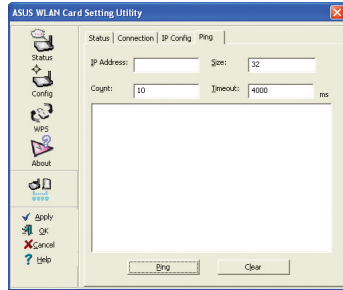 ASUS WLAN Card Setting Utility
Status
Config
WPS
About
Apply
OK
Cancel
Help
Status Connection IP Config Ping
IP Address: Size: 32
Count: 10 Timeout: 4000 ms
Ping Clear